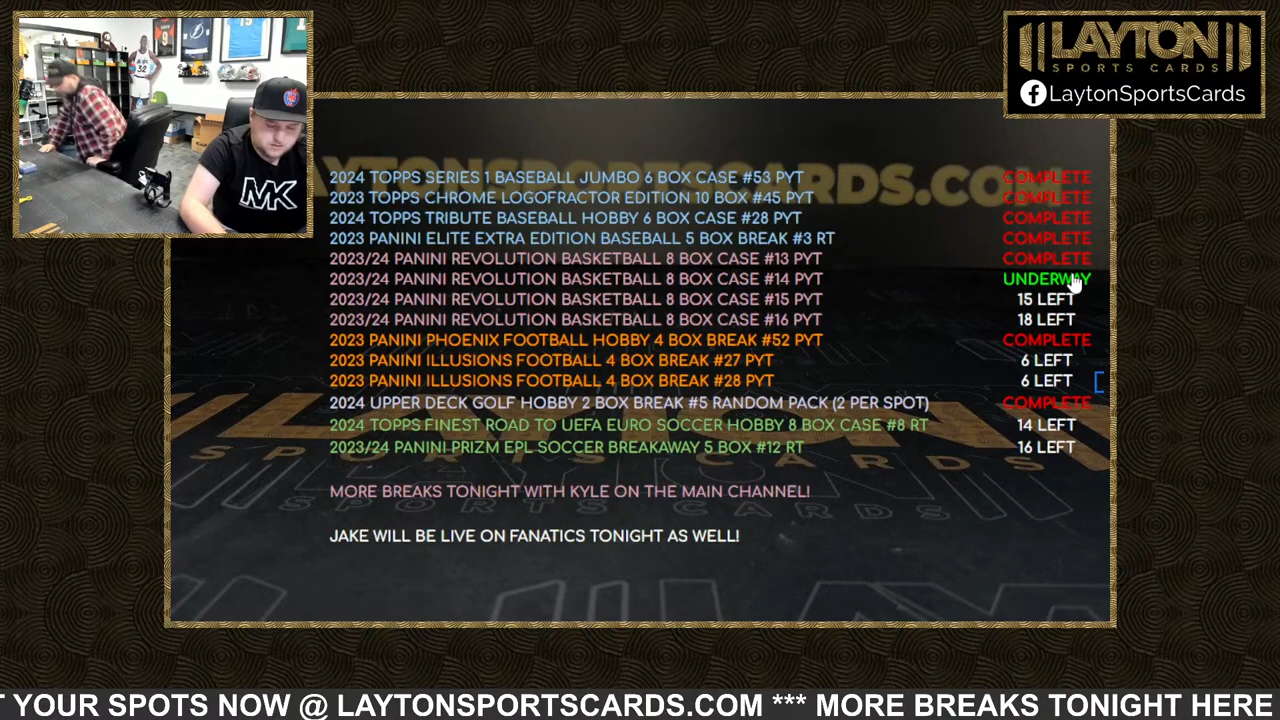 LAYTON
SPORTS CARDS
LaytonSportsCards
LAYTONSPORTSCARDS.CO
2024 TOPPS SERIES 1 BASEBALL JUMBO 6 BOX CASE #53 PYT COMPLETE
2023 TOPPS CHROME LOGOFRACTOR EDITION 10 BOX #45 PYT COMPLETE
2024 TOPPS TRIBUTE BASEBALL HOBBY 6 BOX CASE #28 PYT COMPLETE
2023 PANINI ELITE EXTRA EDITION BASEBALL 5 BOX BREAK #3 RT COMPLETE
2023/24 PANINI REVOLUTION BASKETBALL 8 BOX CASE #13 PYT COMPLETE
2023/24 PANINI REVOLUTION BASKETBALL 8 BOX CASE #14 PYT UNDERWAY
2023/24 PANINI REVOLUTION BASKETBALL 8 BOX CASE #15 PYT 15 LEFT
2023/24 PANINI REVOLUTION BASKETBALL 8 BOX CASE #16 PYT 18 LEFT
2023 PANINI PHOENIX FOOTBALL HOBBY 4 BOX BREAK #52 PYT COMPLETE
2023 PANINI ILLUSIONS FOOTBALL 4 BOX BREAK #27 PYT 6 LEFT
2023 PANINI ILLUSIONS FOOTBALL 4 BOX BREAK #28 PYT 6 LEFT
2024 UPPER DECK GOLF HOBBY 2 BOX BREAK #5 RANDOM PACK (2 PER SPOT) COMPLETE
2024 TOPPS FINEST ROAD TO UEFA EURO SOCCER HOBBY 8 BOX CASE #8 RT 14 LEFT
2023/24 PANINI PRIZM EPL SOCCER BREAKAWAY 5 BOX #12 RT 16 LEFT
MORE BREAKS TONIGHT WITH KYLE ON THE MAIN CHANNEL!
JAKE WILL BE LIVE ON FANATICS TONIGHT AS WELL!
MK
T YOUR SPOTS NOW @ LAYTONSPORTSCARDS.COM *** MORE BREAKS TONIGHT HERE